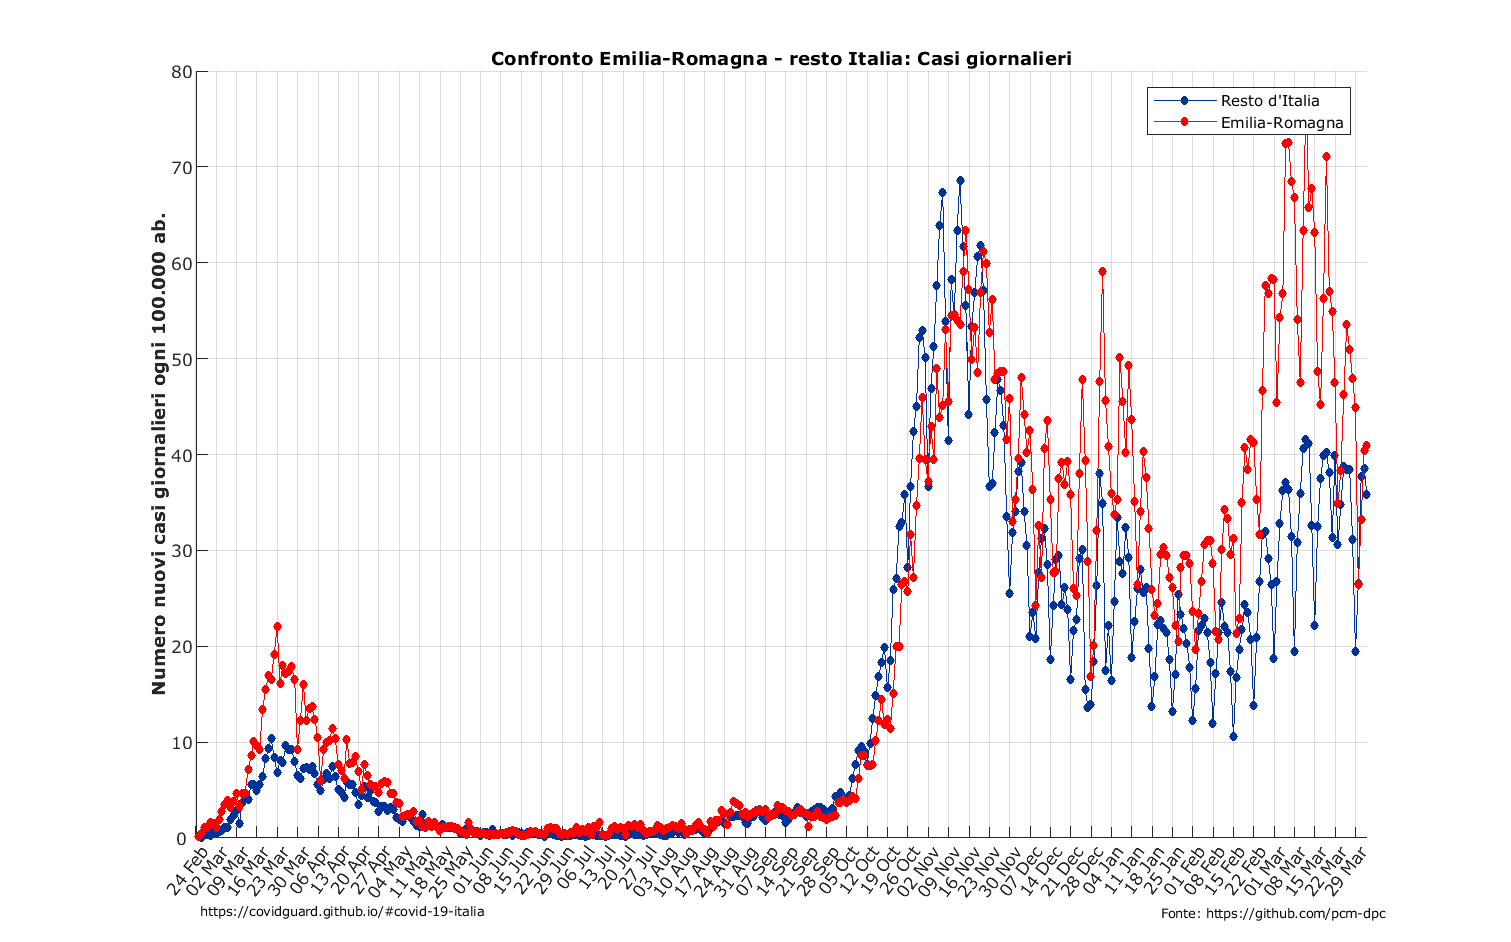 Confronto Emilia-Romagna - resto Italia: Casi giornalieri
Resto d'Italia
Emilia-Romagna
Numero nuovi casi giornalieri ogni 100.000 ab.
80
70
60
50
40
30
20
10
0
24 Feb
02 Mar
09 Mar
16 Mar
23 Mar
30 Mar
06 Apr
13 Apr
20 Apr
27 Apr
04 May
11 May
18 May
25 May
01 Jun
08 Jun
15 Jun
22 Jun
29 Jun
06 Jul
13 Jul
20 Jul
27 Jul
03 Aug
10 Aug
17 Aug
24 Aug
31 Aug
07 Sep
14 Sep
21 Sep
28 Sep
05 Oct
12 Oct
19 Oct
26 Oct
02 Nov
09 Nov
16 Nov
23 Nov
30 Nov
07 Dec
14 Dec
21 Dec
28 Dec
04 Jan
11 Jan
18 Jan
25 Jan
01 Feb
08 Feb
15 Feb
22 Feb
01 Mar
08 Mar
15 Mar
22 Mar
29 Mar
https://covidguard.github.io/#covid-19-italia
Fonte: https://github.com/pcm-dpc